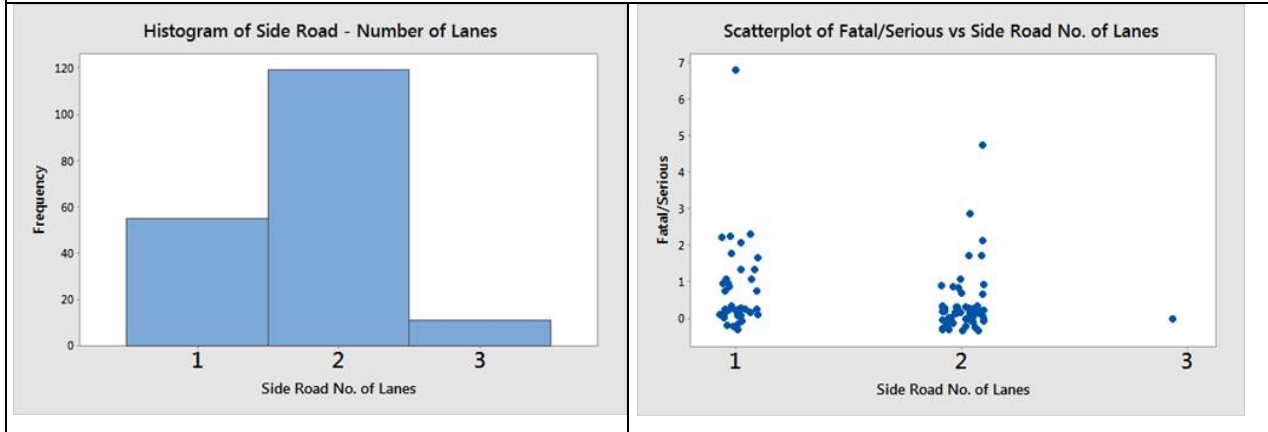 Histogram of Side Road - Number of Lanes
120
100
80
60
40
20
0
Frequency
1 2 3
Side Road No. of Lanes
Scatterplot of Fatal/Serious vs Side Road No. of Lanes
7
6
5
4
3
2
1
0
Fatal/Serious
1 2 3
Side Road No. of Lanes